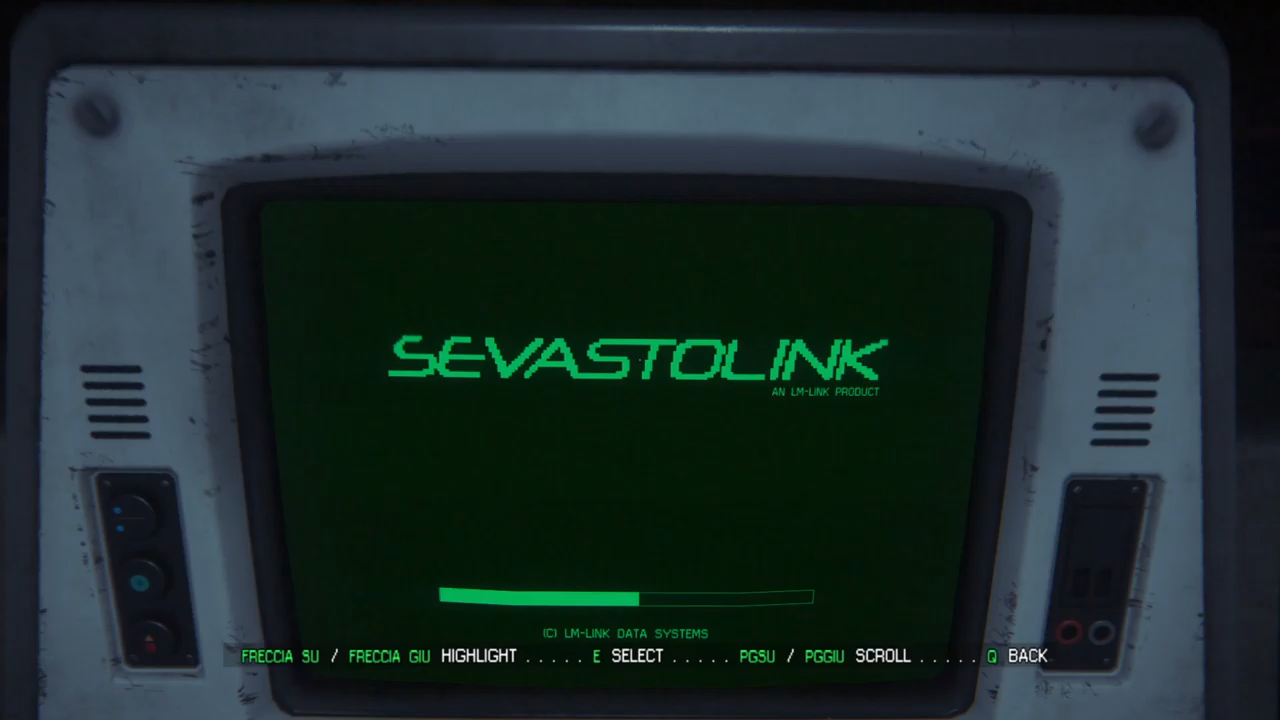 SEVASTOLINK
AN LM-LINK PRODUCT
(C) LM-LINK DATA SYSTEMS
FRECCIA SU / FRECCIA GIU HIGHLIGHT ..... E SELECT ..... PGSU / PGGIU SCROLL ..... Q BACK